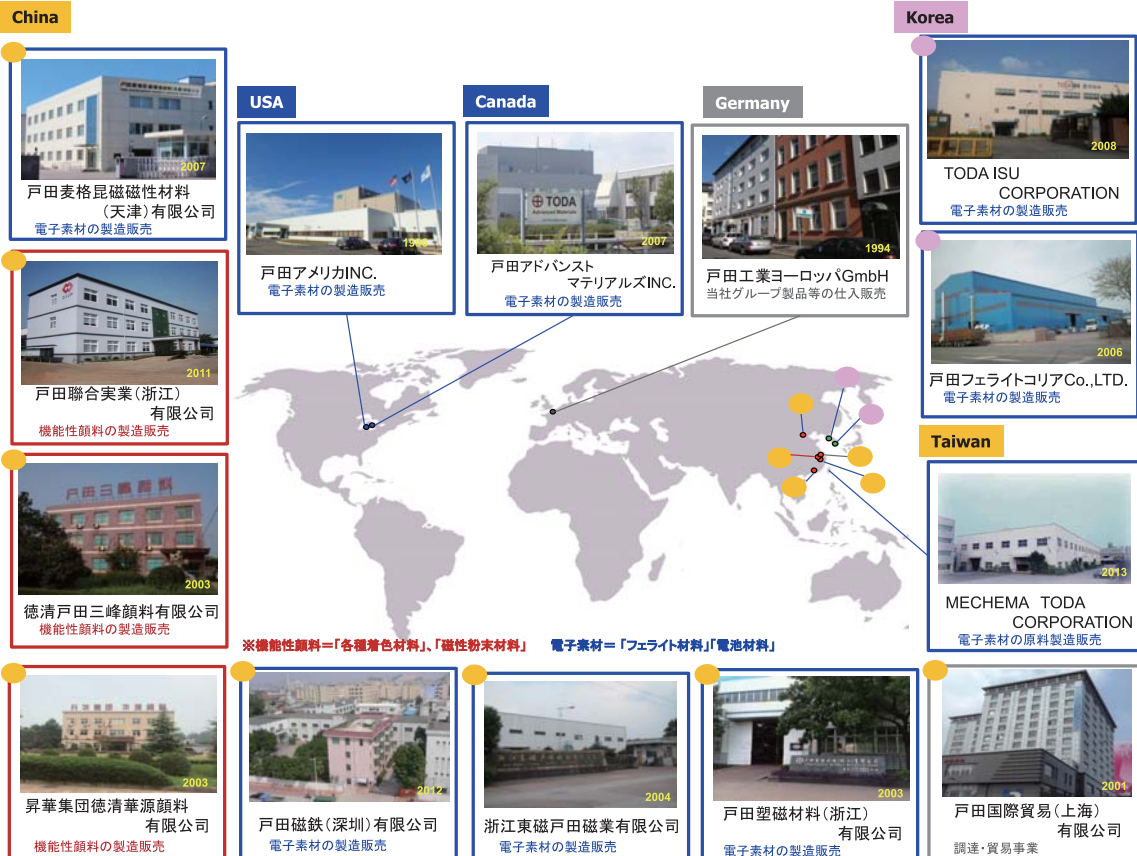 China
2007
戸田麦格昆磁磁性材料
（天津）有限公司
電子素材の製造販売
2011
戸田聯合実業（浙江）
有限公司
機能性顔料の製造販売
戸田三峰顔料
2003
徳清戸田三峰顔料有限公司
機能性顔料の製造販売
USA
戸田アメリカINC.
電子素材の製造販売
Canada
TODA
Advanced Materials
2007
戸田アドバンスト
マテリアルズINC.
電子素材の製造販売
Germany
1994
戸田工業ヨーロッパGmbH
当社グループ製品等の仕入販売
Korea
TODA
2008
TODA ISU
CORPORATION
電子素材の製造販売
2006
戸田フェライトコリアCo.,LTD.
電子素材の製造販売
Taiwan
2013
MECHEMA TODA
CORPORATION
電子素材の原料製造販売
※機能性顔料＝「各種着色材料」、「磁性粉末材料」 電子素材＝「フェライト材料」「電池材料」
2003
昇華集団徳清華源顔料
有限公司
機能性顔料の製造販売
2012
戸田磁鉄（深圳）有限公司
電子素材の製造販売
2004
浙江東磁戸田磁業有限公司
電子素材の製造販売
2003
戸田塑磁材料（浙江）
有限公司
電子素材の製造販売
2001
戸田国際貿易（上海）
有限公司
調達・貿易事業